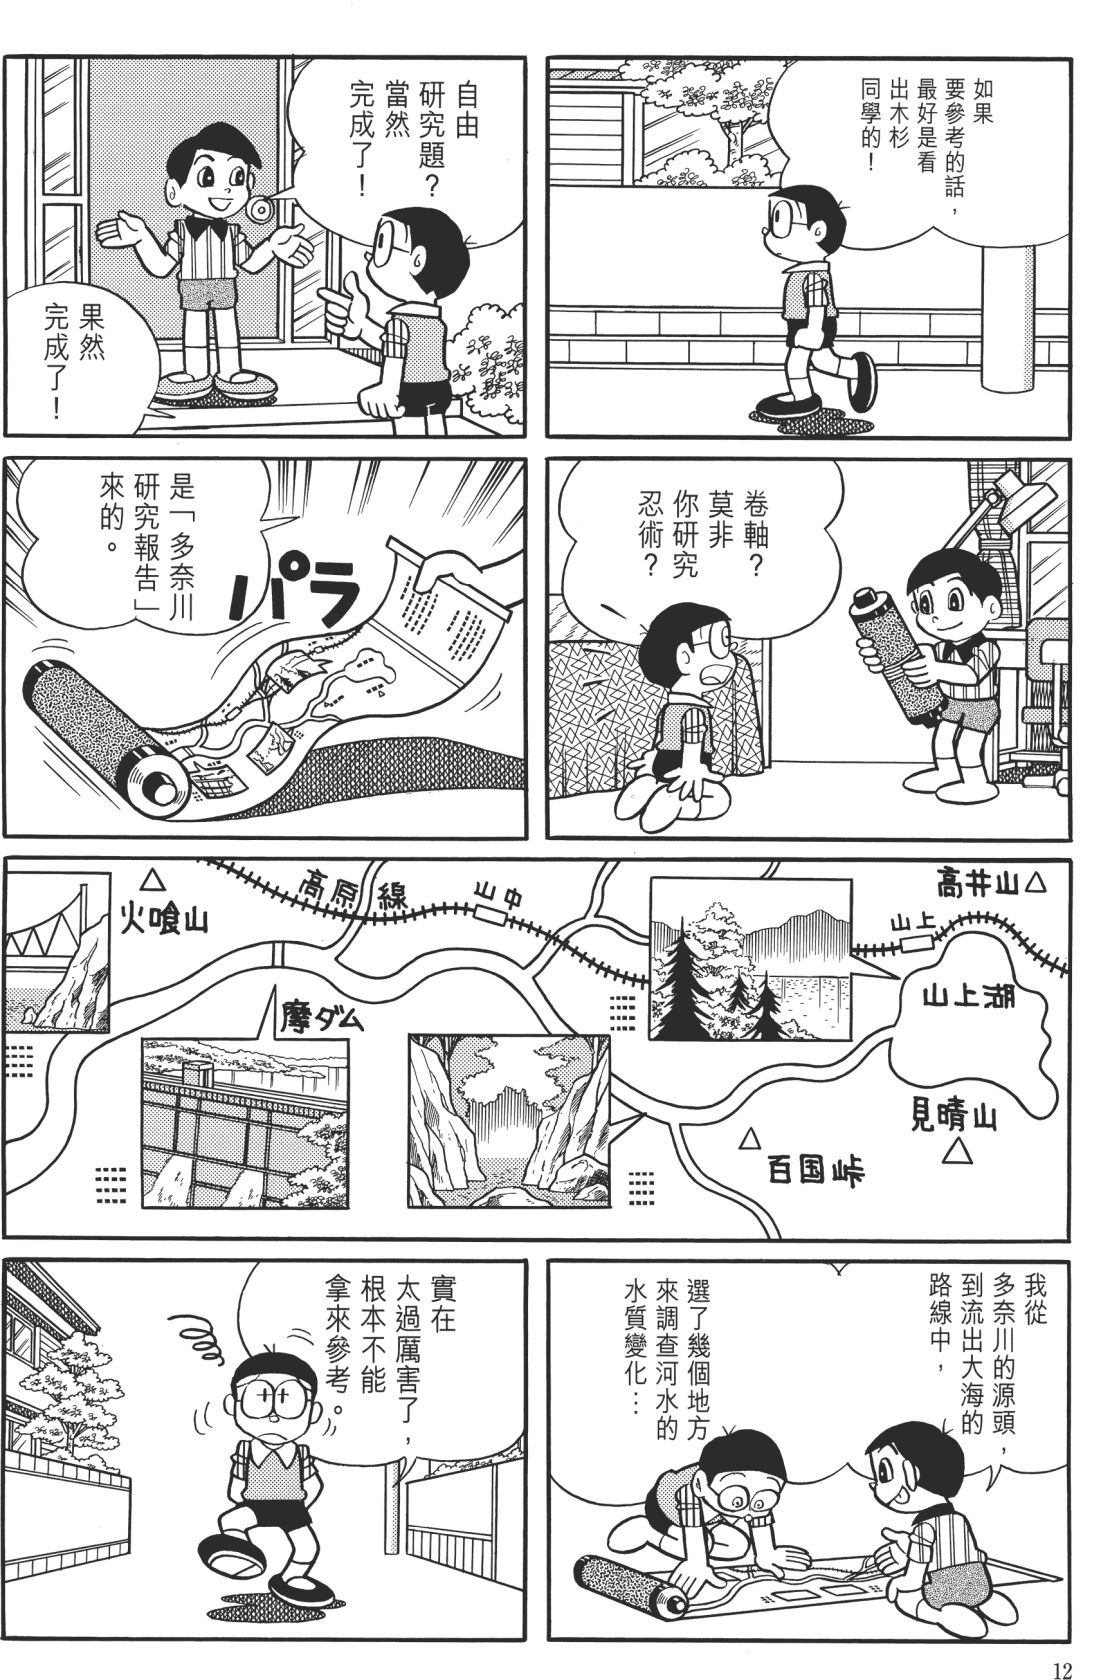 如果
要參考的話，
最好是看
出木杉
同學的！
自由
研究題？
當然
完成了！
果然
完成了！
卷軸？
莫非
你研究
忍術？
是「多奈川
研究報告」
來的。
パラ
火喰山
高原線
山中
高井山
山上
山上湖
摩ダム
見晴山
百国峠
我從
多奈川的源頭，
到流出大海的
路線中，
選了幾個地方
來調查河水的
水質變化…
實在
太過厲害了，
根本不能
拿來參考。
12